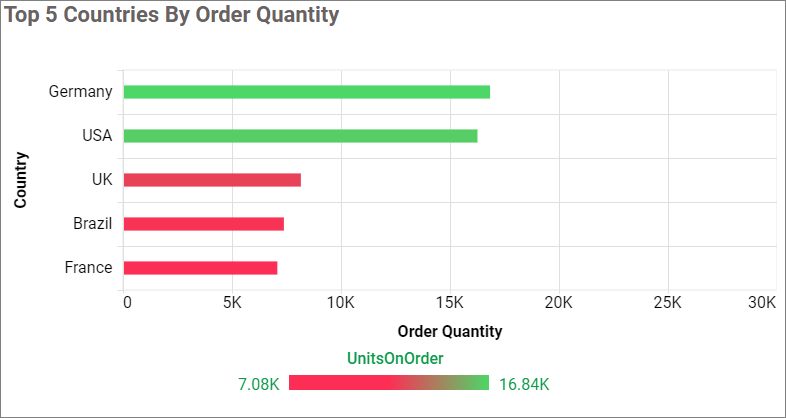 Top 5 Countries By Order Quantity
Germany
USA
UK
Brazil
France
Country
0 5K 10K 15K 20K 25K 30K
Order Quantity
UnitsOnOrder
7.08K 16.84K